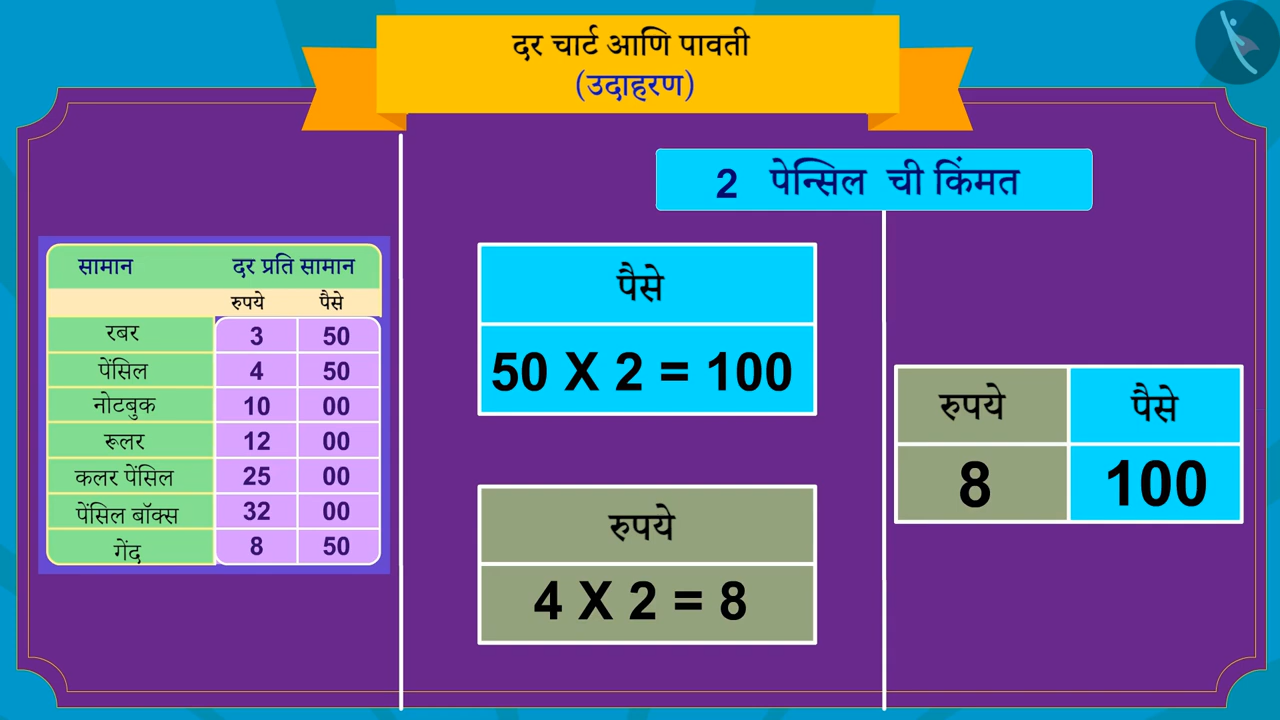 दर चार्ट आणि पावती
(उदाहरण)
2 पेन्सिल ची किंमत
सामान दर प्रति सामान
रुपये पैसे
रबर 3 50
पेंसिल 4 50
नोटबुक 10 00
रूलर 12 00
कलर पेंसिल 25 00
पेंसिल बॉक्स 32 00
गेंद 8 50
पैसे
50 X 2 = 100
रुपये
4 X 2 = 8
रुपये पैसे
8 100